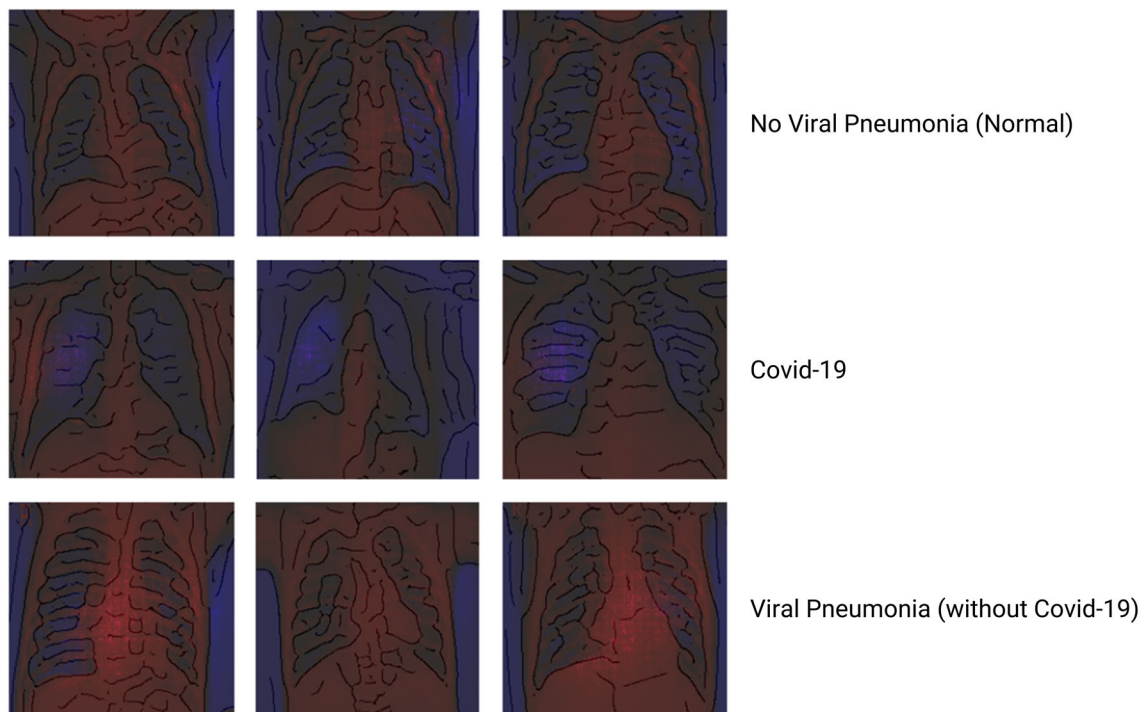 No Viral Pneumonia (Normal)
Covid-19
Viral Pneumonia (without Covid-19)